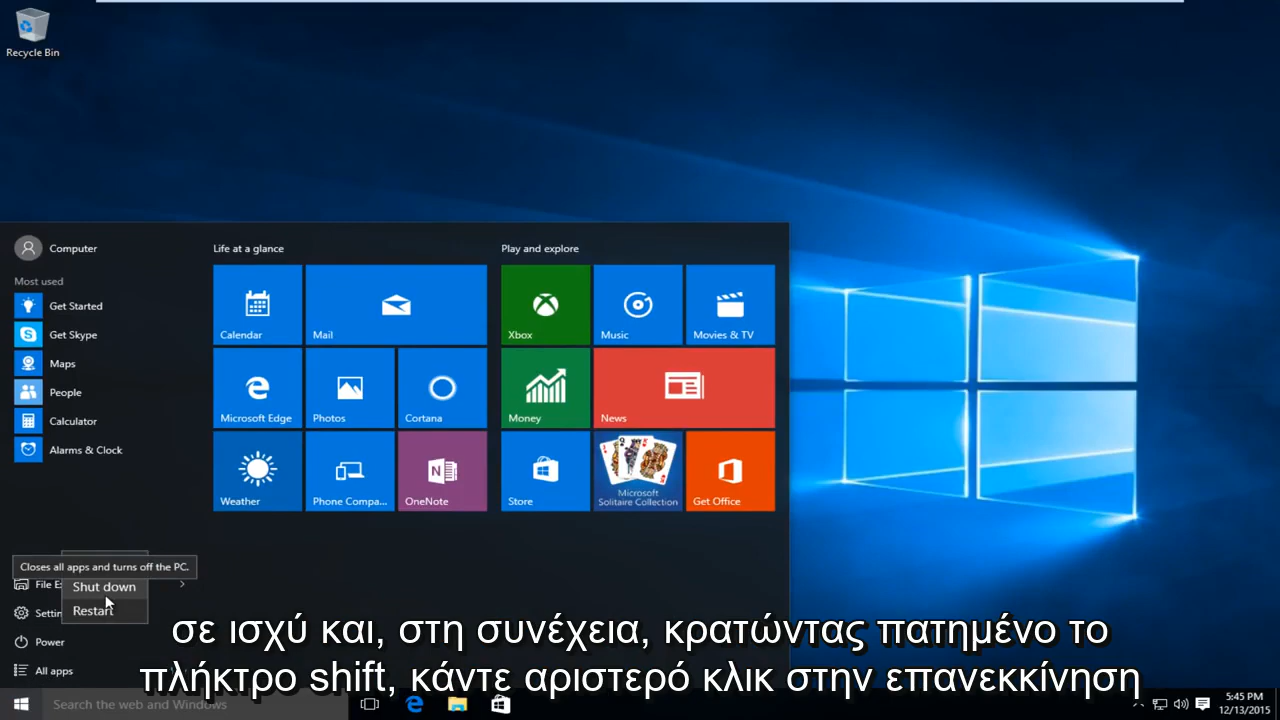 Recycle Bin
Computer
Life at a glance
Play and explore
Most used
Get Started
Get Skype
Maps
People
Calculator
Alarms & Clock
Calendar
Mail
Xbox
Music
Movies & TV
Microsoft Edge
Photos
Cortana
Money
News
Weather
Phone Compa...
OneNote
Store
Microsoft
Solitaire Collection
Get Office
Closes all apps and turns off the PC.
File E
Shut down
Settin
Restart
Power
All apps
σε ισχύ και, στη συνέχεια, κρατώντας πατημένο το
πλήκτρο shift, κάντε αριστερό κλικ στην επανεκκίνηση
Search the web and Windows
5:45 PM
12/13/2015